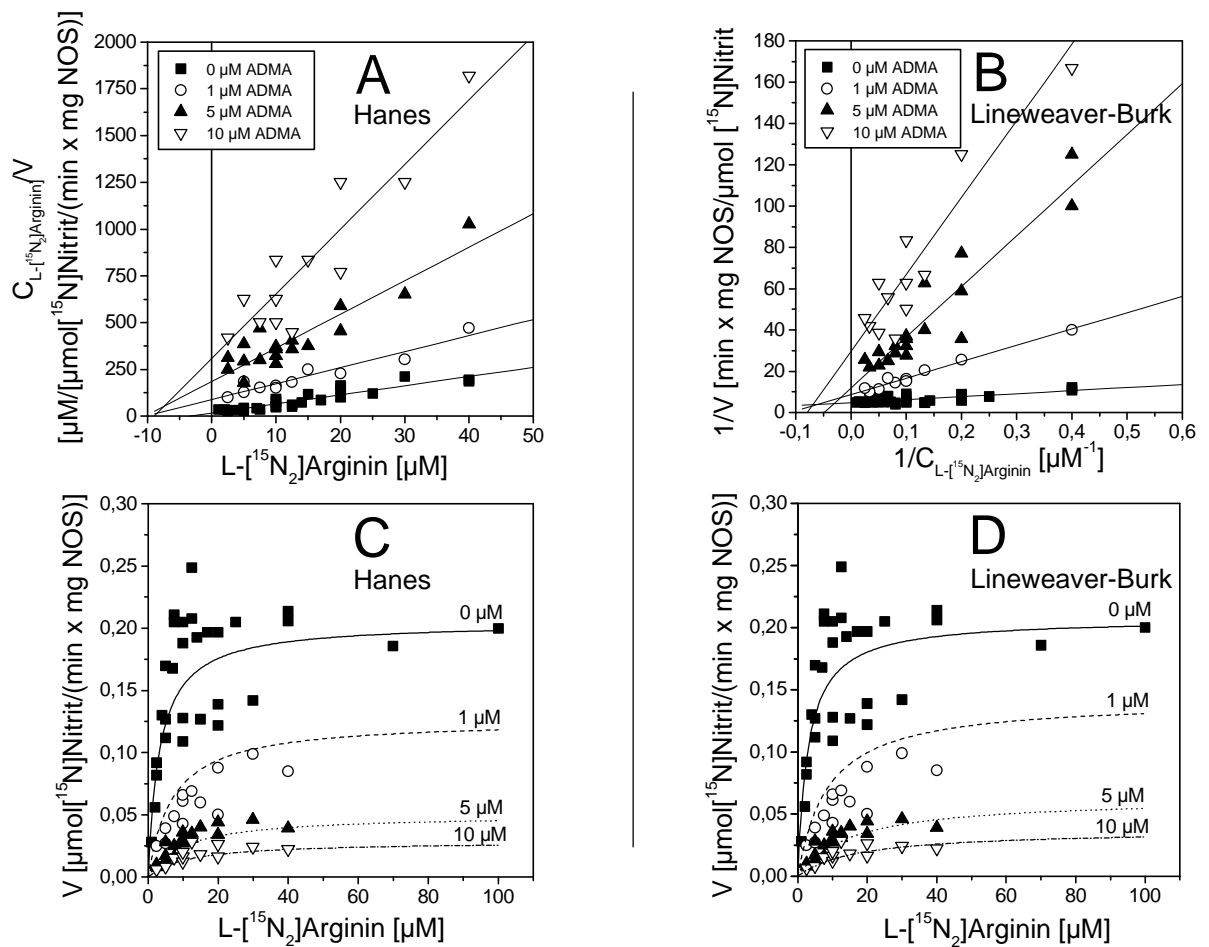 A
Hanes
0 µM ADMA
1 µM ADMA
5 µM ADMA
10 µM ADMA
2000
1750
1500
1250
1000
750
500
250
0
-10 0 10 20 30 40 50
C L-[15N2]Arginin]/V
[µM/[µmol[15N]Nitrit/(min x mg NOS)]
L-[15N2]Arginin [µM]
B
Lineweaver-Burk
0 µM ADMA
1 µM ADMA
5 µM ADMA
10 µM ADMA
180
160
140
120
100
80
60
40
20
0
-0,1 0,0 0,1 0,2 0,3 0,4 0,5 0,6
1/V [min x mg NOS/µmol [15N]Nitrit
1/C L-[15N2]Arginin [µM-1]
C
Hanes
0,30
0,25
0,20
0,15
0,10
0,05
0,00
0 µM
1 µM
5 µM
10 µM
0 20 40 60 80 100
V [µmol[15N]Nitrit/(min x mg NOS)]
L-[15N2]Arginin [µM]
D
Lineweaver-Burk
0,30
0,25
0,20
0,15
0,10
0,05
0,00
0 µM
1 µM
5 µM
10 µM
0 20 40 60 80 100
V [µmol[15N]Nitrit/(min x mg NOS)]
L-[15N2]Arginin [µM]